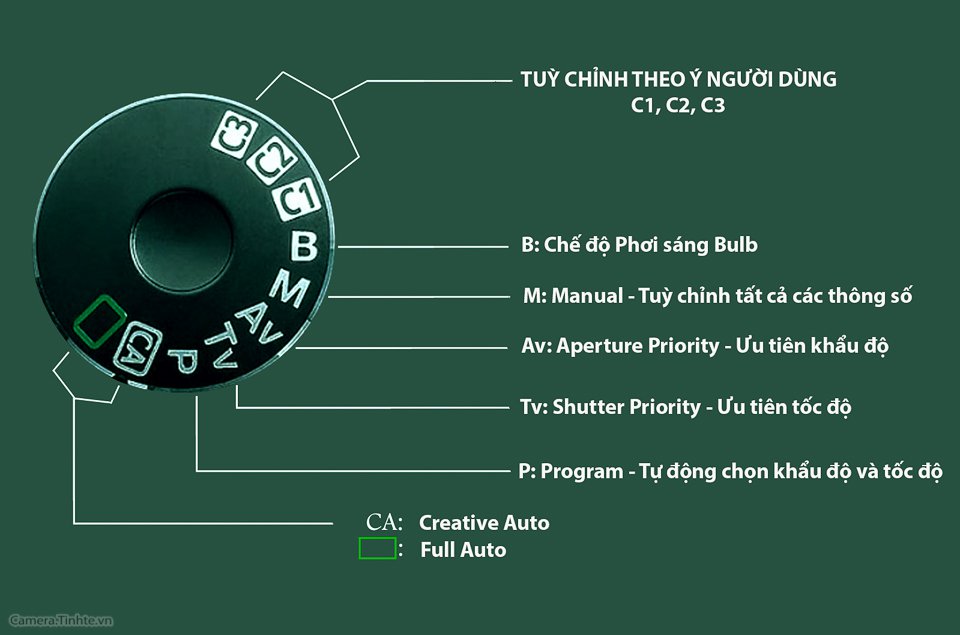 TUỲ CHỈNH THEO Ý NGƯỜI DÙNG
C1, C2, C3
C3
C2
C1
B
M
Av
Tv
P
CA
B: Chế độ Phơi sáng Bulb
M: Manual - Tuỳ chỉnh tất cả các thông số
Av: Aperture Priority - Ưu tiên khẩu độ
Tv: Shutter Priority - Ưu tiên tốc độ
P: Program - Tự động chọn khẩu độ và tốc độ
CA: Creative Auto
: Full Auto
Camera.Tinhte.vn